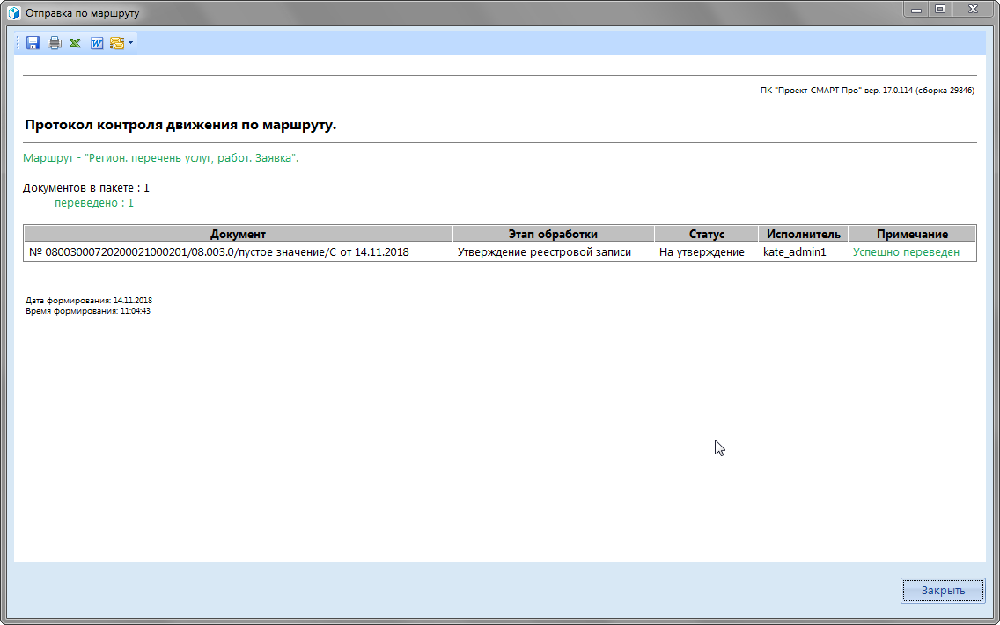 Отправка по маршруту
ПК "Проект-СМАРТ Про" вер. 17.0.114 (сборка 29846)
Протокол контроля движения по маршруту.
Маршрут - "Регион. перечень услуг, работ. Заявка".
Документов в пакете : 1
переведено : 1
Документ Этап обработки Статус Исполнитель Примечание
№ 08003000720200021000201/08.003.0/пустое значение/С от 14.11.2018 Утверждение реестровой записи На утверждение kate_admin1 Успешно переведен
Дата формирования: 14.11.2018
Время формирования: 11:04:43
Закрыть